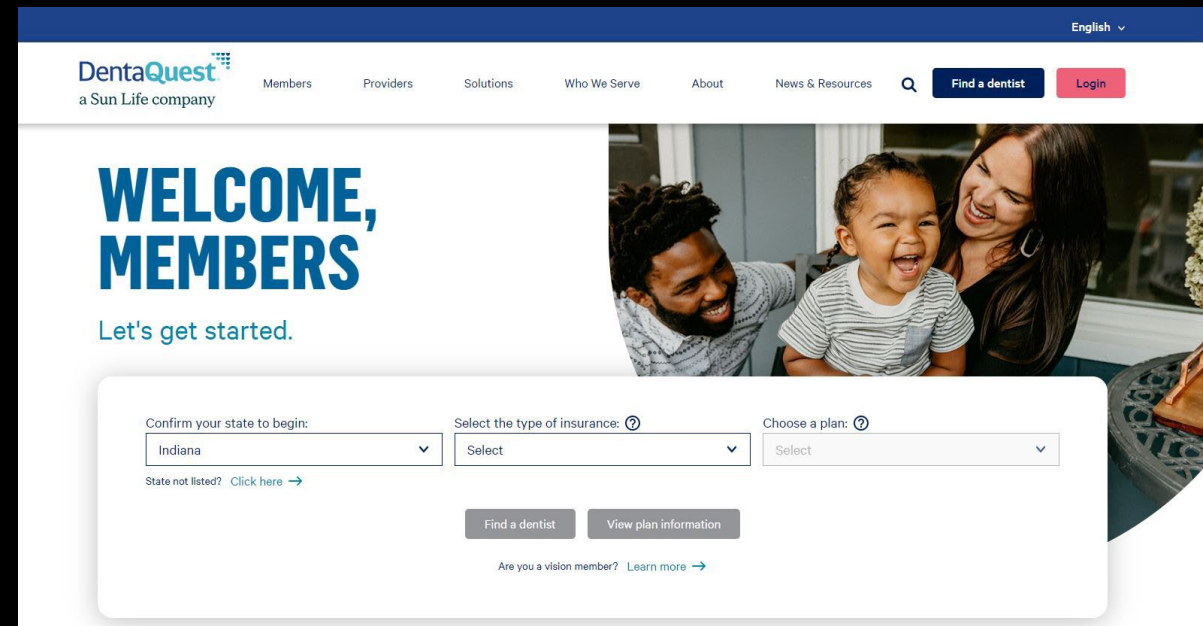 English
DentaQuest
a Sun Life company
Members
Providers
Solutions
Who We Serve
About
News & Resources
Find a dentist
Login
WELCOME,
MEMBERS
Let's get started.
Confirm your state to begin:
Select the type of insurance: ?
Choose a plan: ?
Indiana
Select
Select
State not listed? Click here →
Find a dentist
View plan information
Are you a vision member? Learn more →